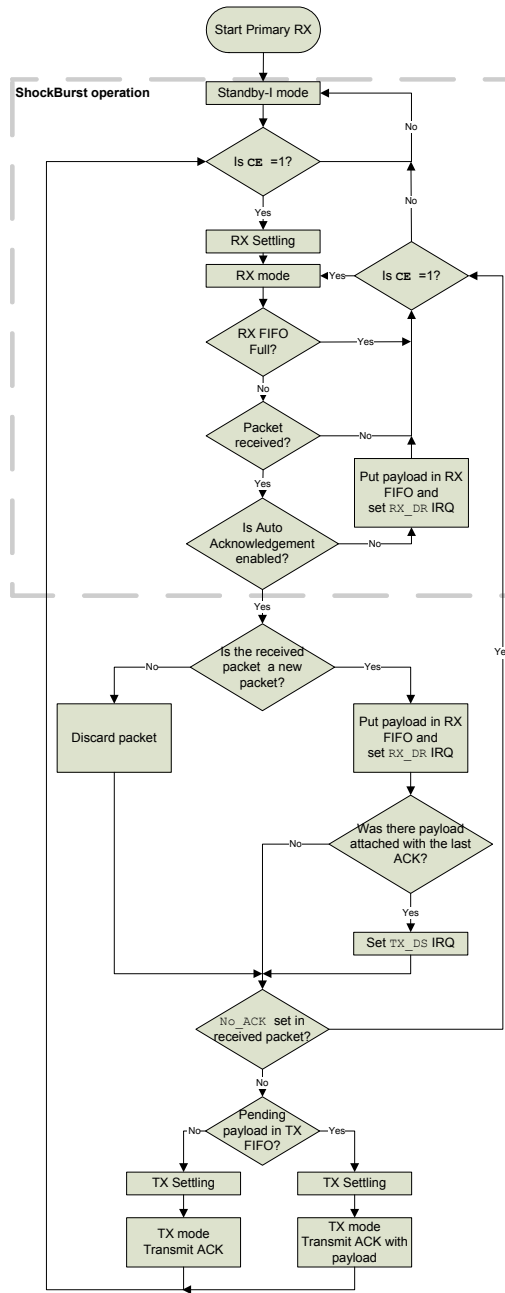 Start Primary RX
ShockBurst operation
Standby-I mode
No
Is CE =1?
No
Yes
RX Settling
RX mode
Yes
Is CE =1?
RX FIFO
Full?
Yes
No
Packet
received?
No
Put payload in RX
FIFO and
set RX_DR IRQ
Yes
Is Auto
Acknowledgement
enabled?
No
Yes
Is the received
packet a new
packet?
No
Yes
Ye
Discard packet
Put payload in RX
FIFO and
set RX_DR IRQ
Was there payload
attached with the last
ACK?
No
Yes
Set TX_DS IRQ
No_ACK set in
received packet?
No
Pending
payload in TX
FIFO?
No
Yes
TX Settling
TX Settling
TX mode
Transmit ACK
TX mode
Transmit ACK with
payload